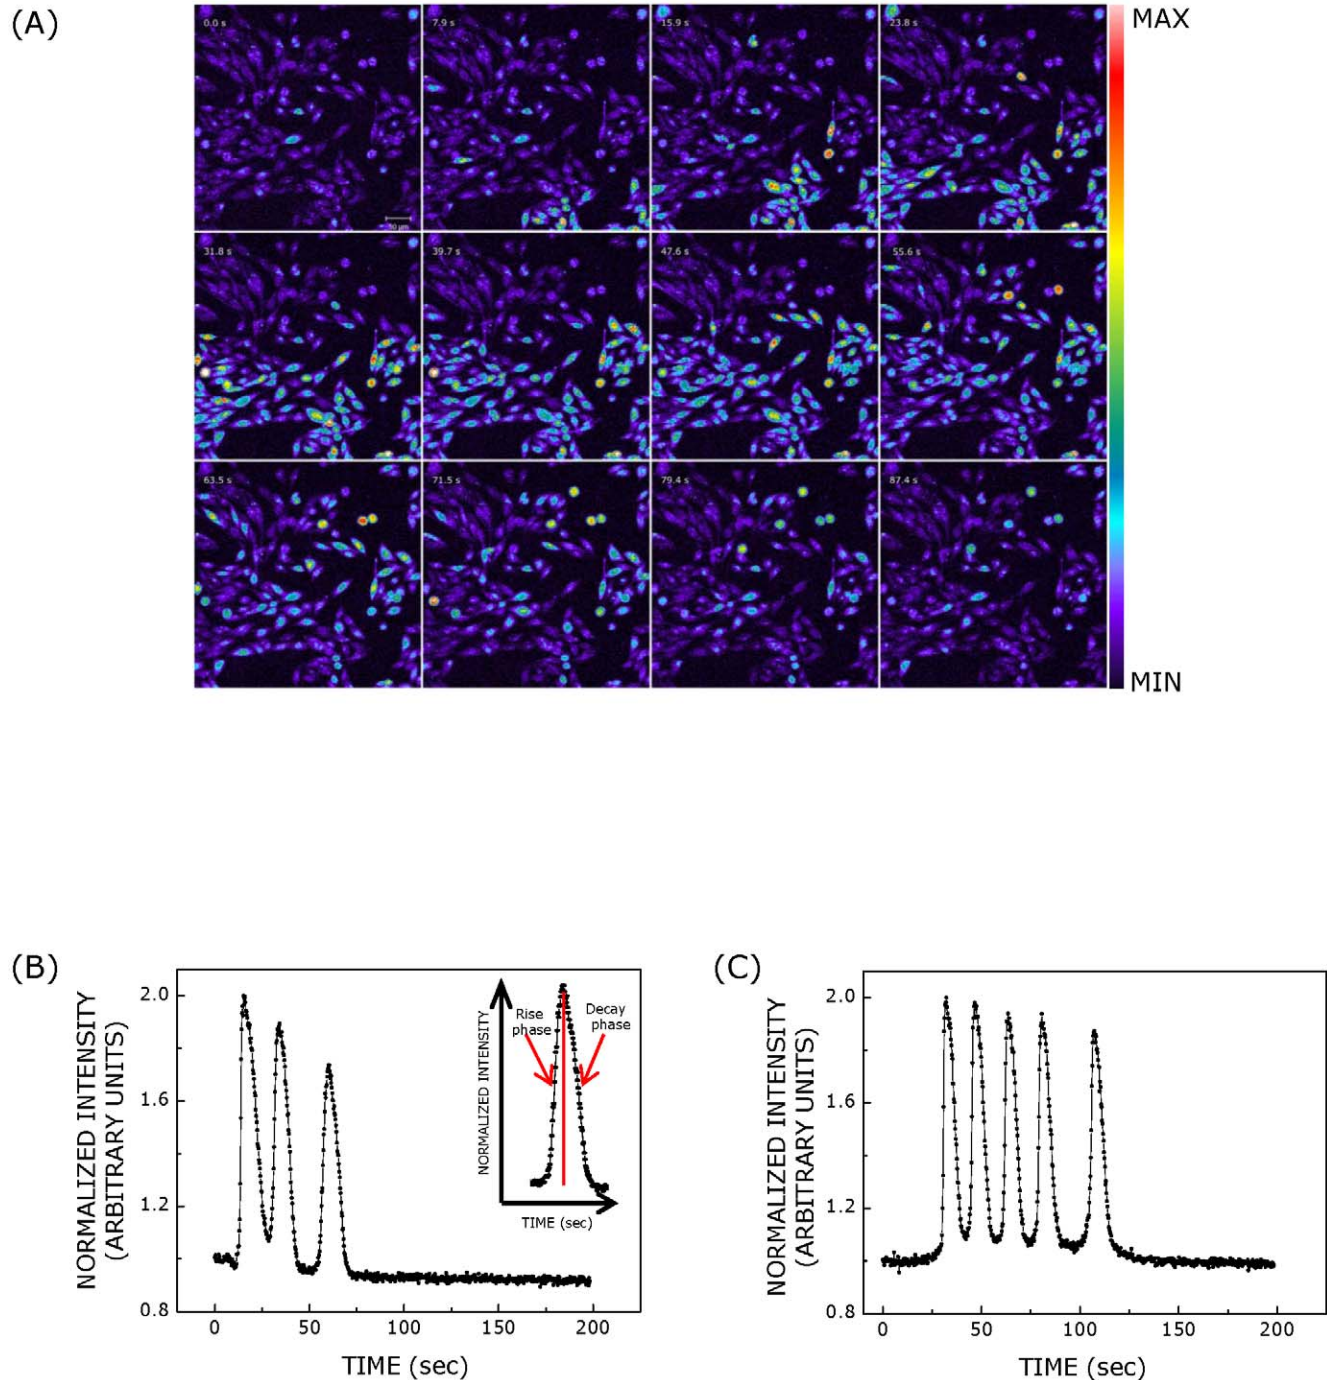 (A)
MAX
0.0 s
7.9 s
15.9 s
23.8 s
31.8 s
39.7 s
47.6 s
55.6 s
63.5 s
71.5 s
79.4 s
87.4 s
MIN
(B)
NORMALIZED INTENSITY
(ARBITRARY UNITS)
2.0
1.6
1.2
0.8
0
50
100
150
200
TIME (sec)
NORMALIZED INTENSITY
Rise
phase
Decay
phase
TIME (sec)
(C)
NORMALIZED INTENSITY
(ARBITRARY UNITS)
2.0
1.6
1.2
0.8
0
50
100
150
200
TIME (sec)